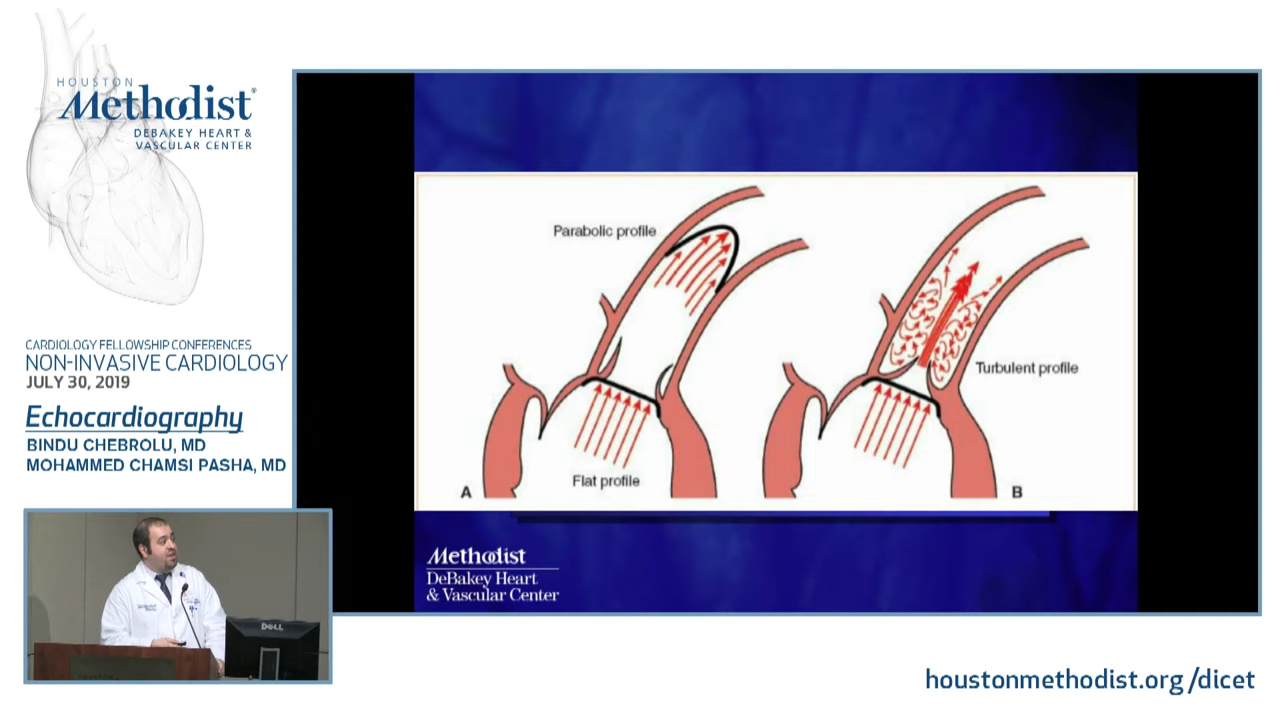 HOUSTON
Methodist®
DEBAKEY HEART &
VASCULAR CENTER
CARDIOLOGY FELLOWSHIP CONFERENCES
NON-INVASIVE CARDIOLOGY
JULY 30, 2019
Echocardiography
BINDU CHEBROLU, MD
MOHAMMED CHAMSI PASHA, MD
Parabolic profile
Flat profile
A
Turbulent profile
B
Methodist
DeBakey Heart
& Vascular Center
DELL
houstonmethodist.org/dicet